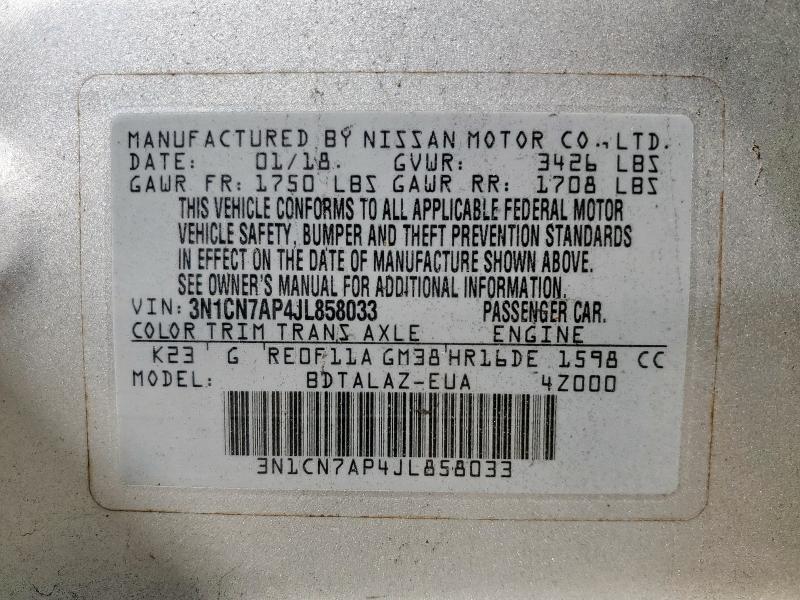 MANUFACTURED BY NISSAN MOTOR CO., LTD.
DATE: 01/18. GVWR: 3426 LBS
GAWR FR: 1750 LBS GAWR RR: 1708 LBS
THIS VEHICLE CONFORMS TO ALL APPLICABLE FEDERAL MOTOR
VEHICLE SAFETY, BUMPER AND THEFT PREVENTION STANDARDS
IN EFFECT ON THE DATE OF MANUFACTURE SHOWN ABOVE.
SEE OWNER'S MANUAL FOR ADDITIONAL INFORMATION.
VIN: 3N1CN7AP4JL858033 PASSENGER CAR.
COLOR TRIM TRANS AXLE ENGINE
K23 G RE0F11A GM38 HR16DE 1598 CC
MODEL: BDTALAZ-EUA 4Z000
3N1CN7AP4JL858033